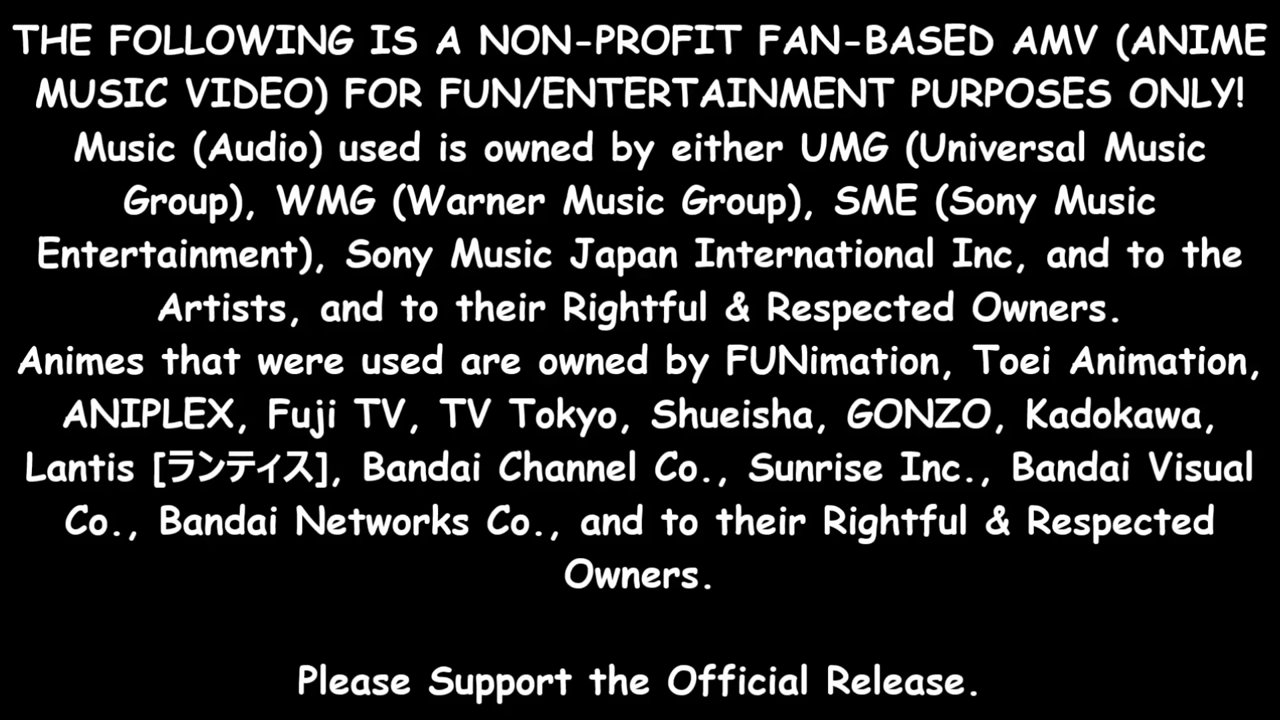 THE FOLLOWING IS A NON-PROFIT FAN-BASED AMV (ANIME
MUSIC VIDEO) FOR FUN/ENTERTAINMENT PURPOSES ONLY!
Music (Audio) used is owned by either UMG (Universal Music
Group), WMG (Warner Music Group), SME (Sony Music
Entertainment), Sony Music Japan International Inc, and to the
Artists, and to their Rightful & Respected Owners.
Animes that were used are owned by FUNimation, Toei Animation,
ANIPLEX, Fuji TV, TV Tokyo, Shueisha, GONZO, Kadokawa,
Lantis [ランティス], Bandai Channel Co., Sunrise Inc., Bandai Visual
Co., Bandai Networks Co., and to their Rightful & Respected
Owners.
Please Support the Official Release.